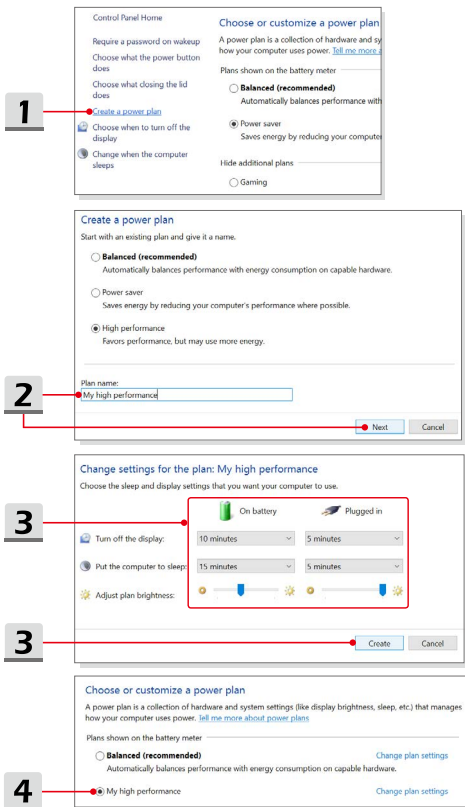 Control Panel Home
Require a password on wakeup
Choose what the power button
does
Choose what closing the lid
does
1
Create a power plan
Choose when to turn off the
display
Change when the computer
sleeps
Choose or customize a power plan
A power plan is a collection of hardware and sy
how your computer uses power. Tell me more a
Plans shown on the battery meter
Balanced (recommended)
Automatically balances performance with
Power saver
Saves energy by reducing your compute
Hide additional plans
Gaming
Create a power plan
Start with an existing plan and give it a name.
Balanced (recommended)
Automatically balances performance with energy consumption on capable hardware.
Power saver
Saves energy by reducing your computer's performance where possible.
High performance
Favors performance, but may use more energy.
Plan name:
2
My high performance
Next Cancel
Change settings for the plan: My high performance
Choose the sleep and display settings that you want your computer to use.
3
On battery Plugged in
Turn off the display: 10 minutes 5 minutes
Put the computer to sleep: 15 minutes 5 minutes
Adjust plan brightness:
3
Create Cancel
Choose or customize a power plan
A power plan is a collection of hardware and system settings (like display brightness, sleep, etc.) that manages
how your computer uses power. Tell me more about power plans
Plans shown on the battery meter
Balanced (recommended) Change plan settings
Automatically balances performance with energy consumption on capable hardware.
4
My high performance Change plan settings